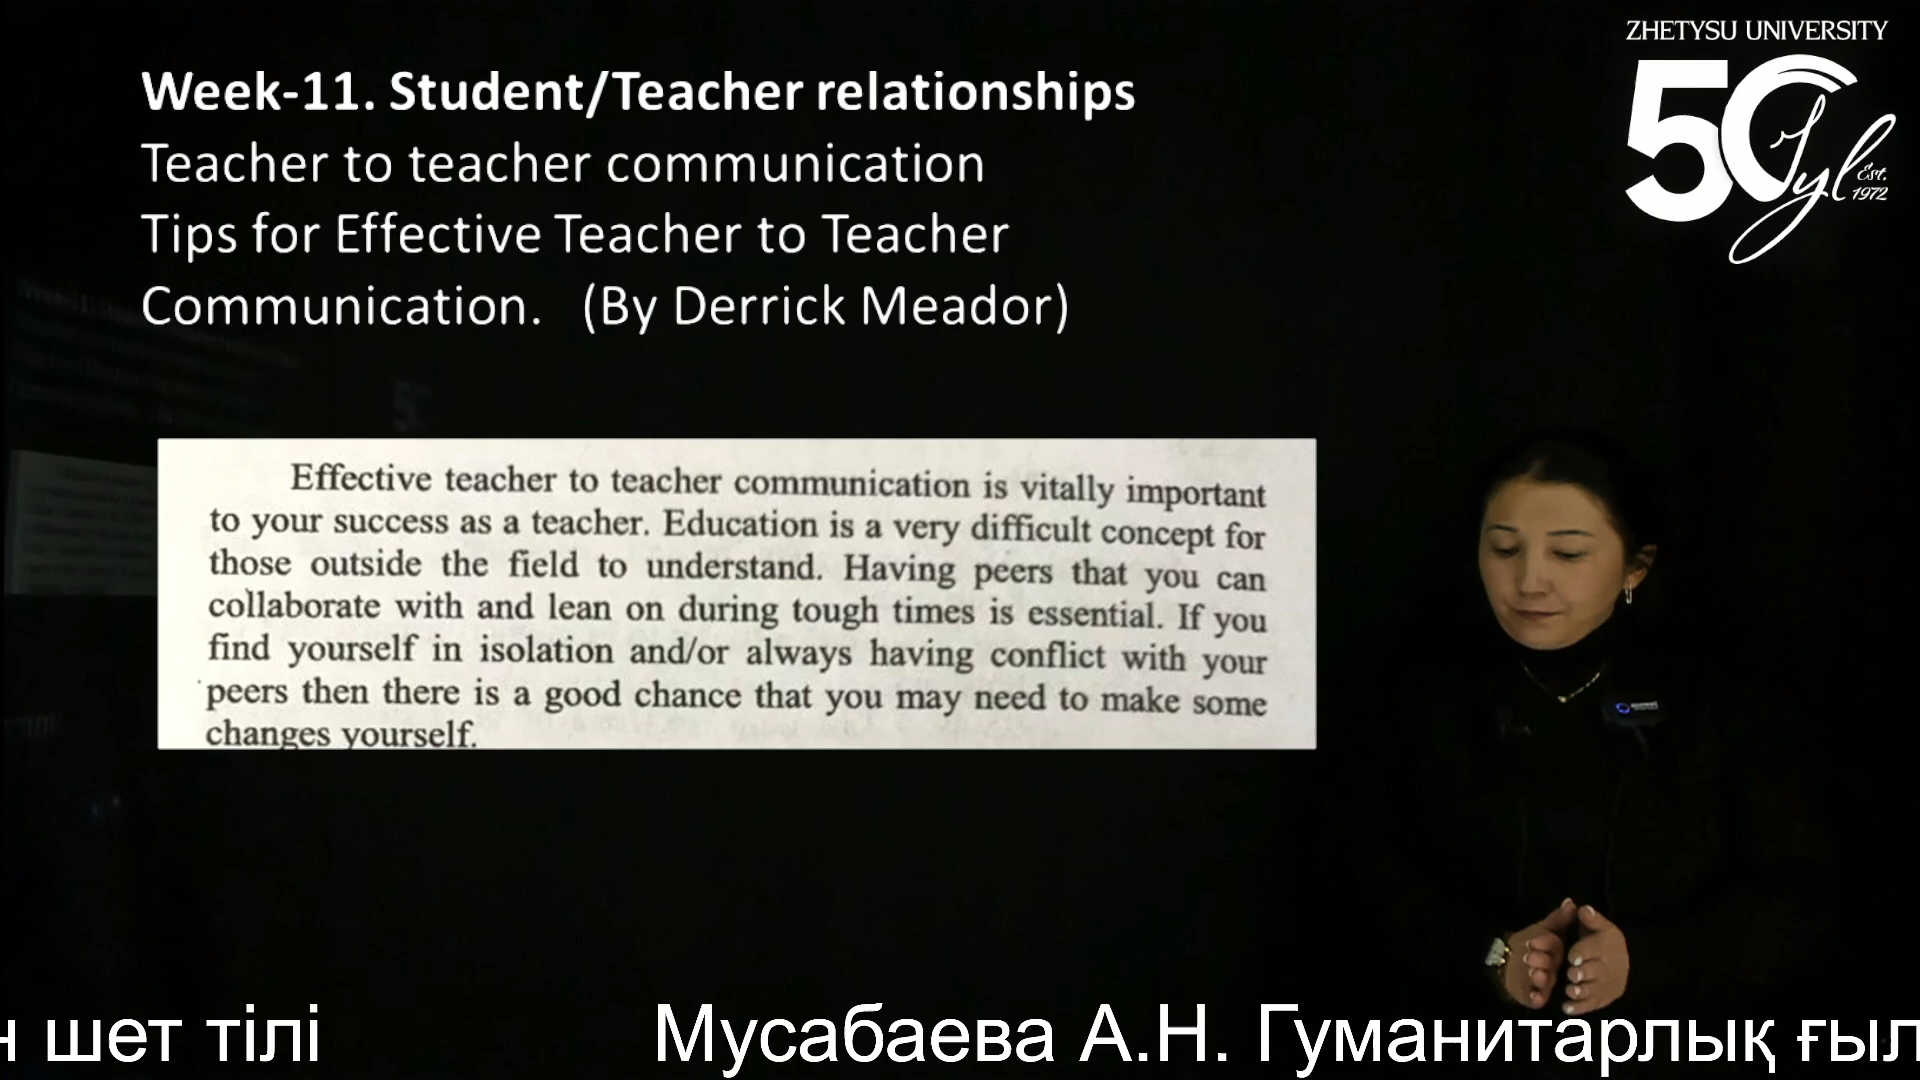 ZHETYSU UNIVERSITY
50
Jyl
Est.
1972
Week-11. Student/Teacher relationships
Teacher to teacher communication
Tips for Effective Teacher to Teacher
Communication. (By Derrick Meador)
Effective teacher to teacher communication is vitally important
to your success as a teacher. Education is a very difficult concept for
those outside the field to understand. Having peers that you can
collaborate with and lean on during tough times is essential. If you
find yourself in isolation and/or always having conflict with your
peers then there is a good chance that you may need to make some
changes yourself.
шет тілі Мусабаева А.Н. Гуманитарлық ғыл